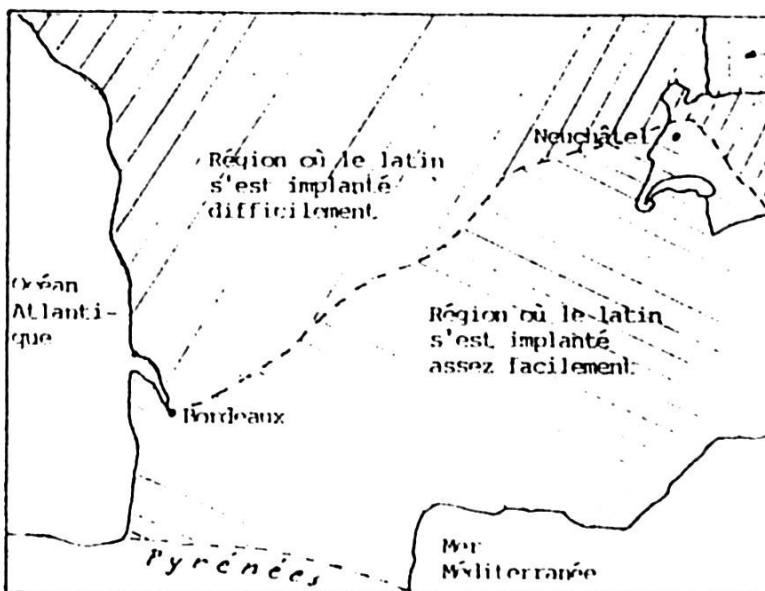 Neuchâtel
Région où le latin
s'est implanté
difficilement
Océan
Atlanti-
que
Région où le latin
s'est implanté
assez facilement
Bordeaux
Pyrénées
Mer
Méditerranée